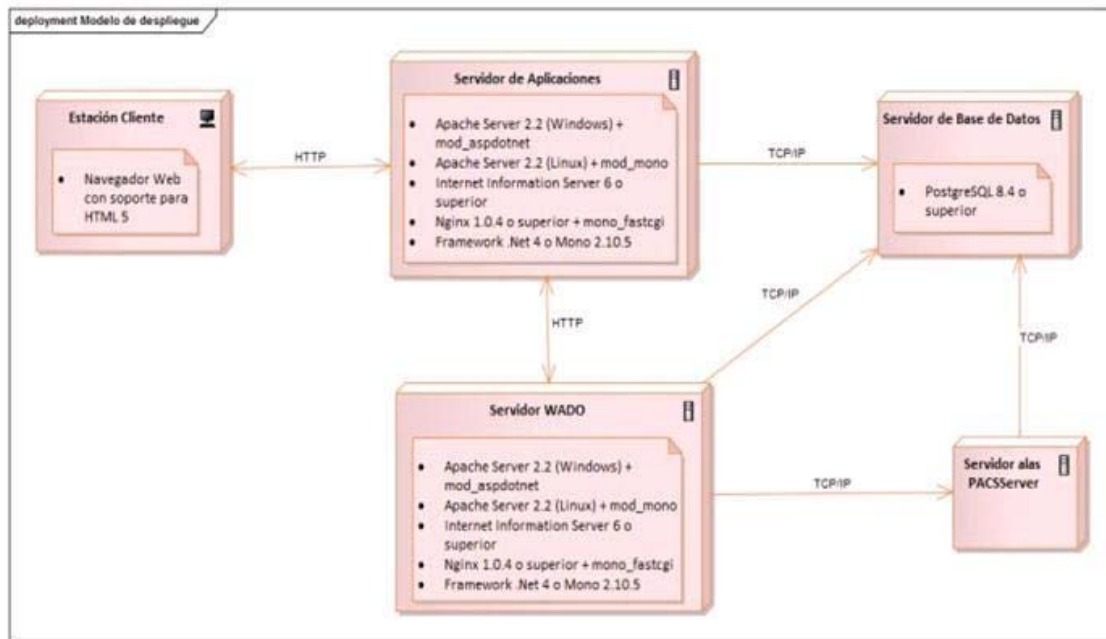 deployment Modelo de despliegue
Estación Cliente
• Navegador Web
con soporte para
HTML 5
HTTP
Servidor de Aplicaciones
• Apache Server 2.2 (Windows) +
mod_aspdotnet
• Apache Server 2.2 (Linux) + mod_mono
• Internet Information Server 6 o
superior
• Nginx 1.0.4 o superior + mono_fastcgi
• Framework .Net 4 o Mono 2.10.5
TCP/IP
Servidor de Base de Datos
• PostgreSQL 8.4 o
superior
HTTP
TCP/IP
TCP/IP
Servidor WADO
• Apache Server 2.2 (Windows) +
mod_aspdotnet
• Apache Server 2.2 (Linux) + mod_mono
• Internet Information Server 6 o
superior
• Nginx 1.0.4 o superior + mono_fastcgi
• Framework .Net 4 o Mono 2.10.5
TCP/IP
Servidor alas
PACSServer